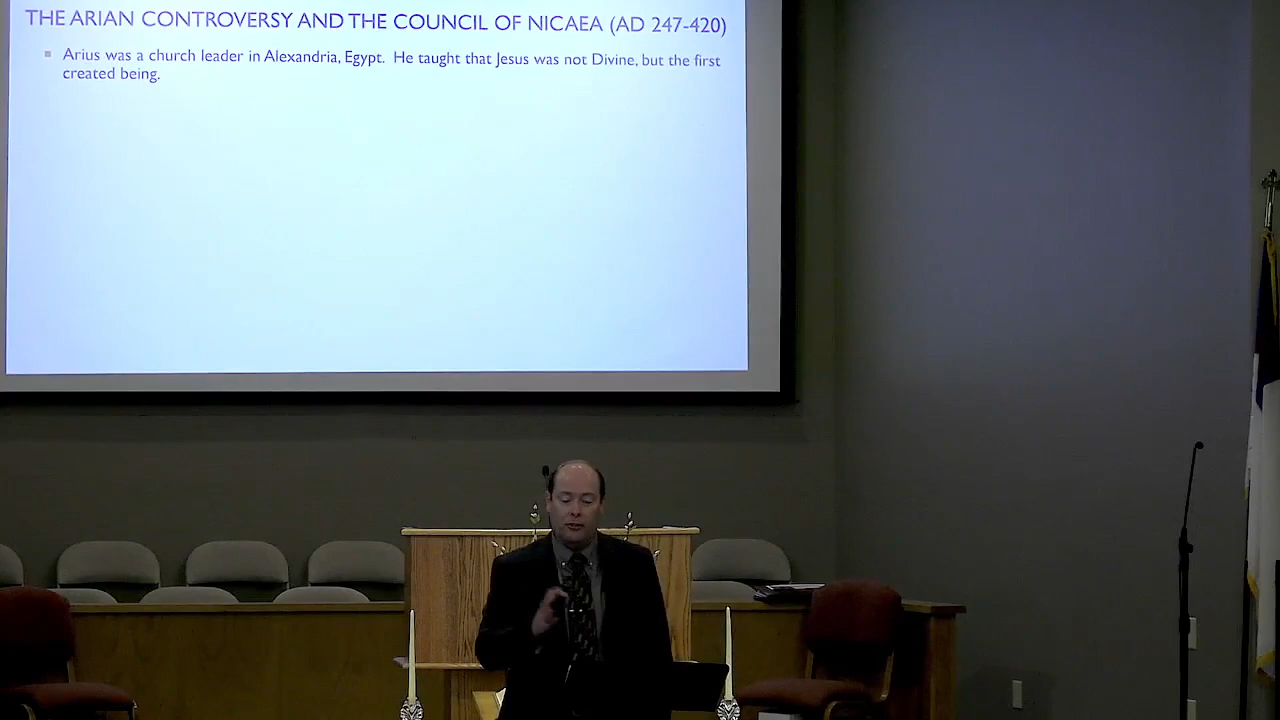 THE ARIAN CONTROVERSY AND THE COUNCIL OF NICAEA (AD 247-420)
Arius was a church leader in Alexandria, Egypt. He taught that Jesus was not Divine, but the first
created being.